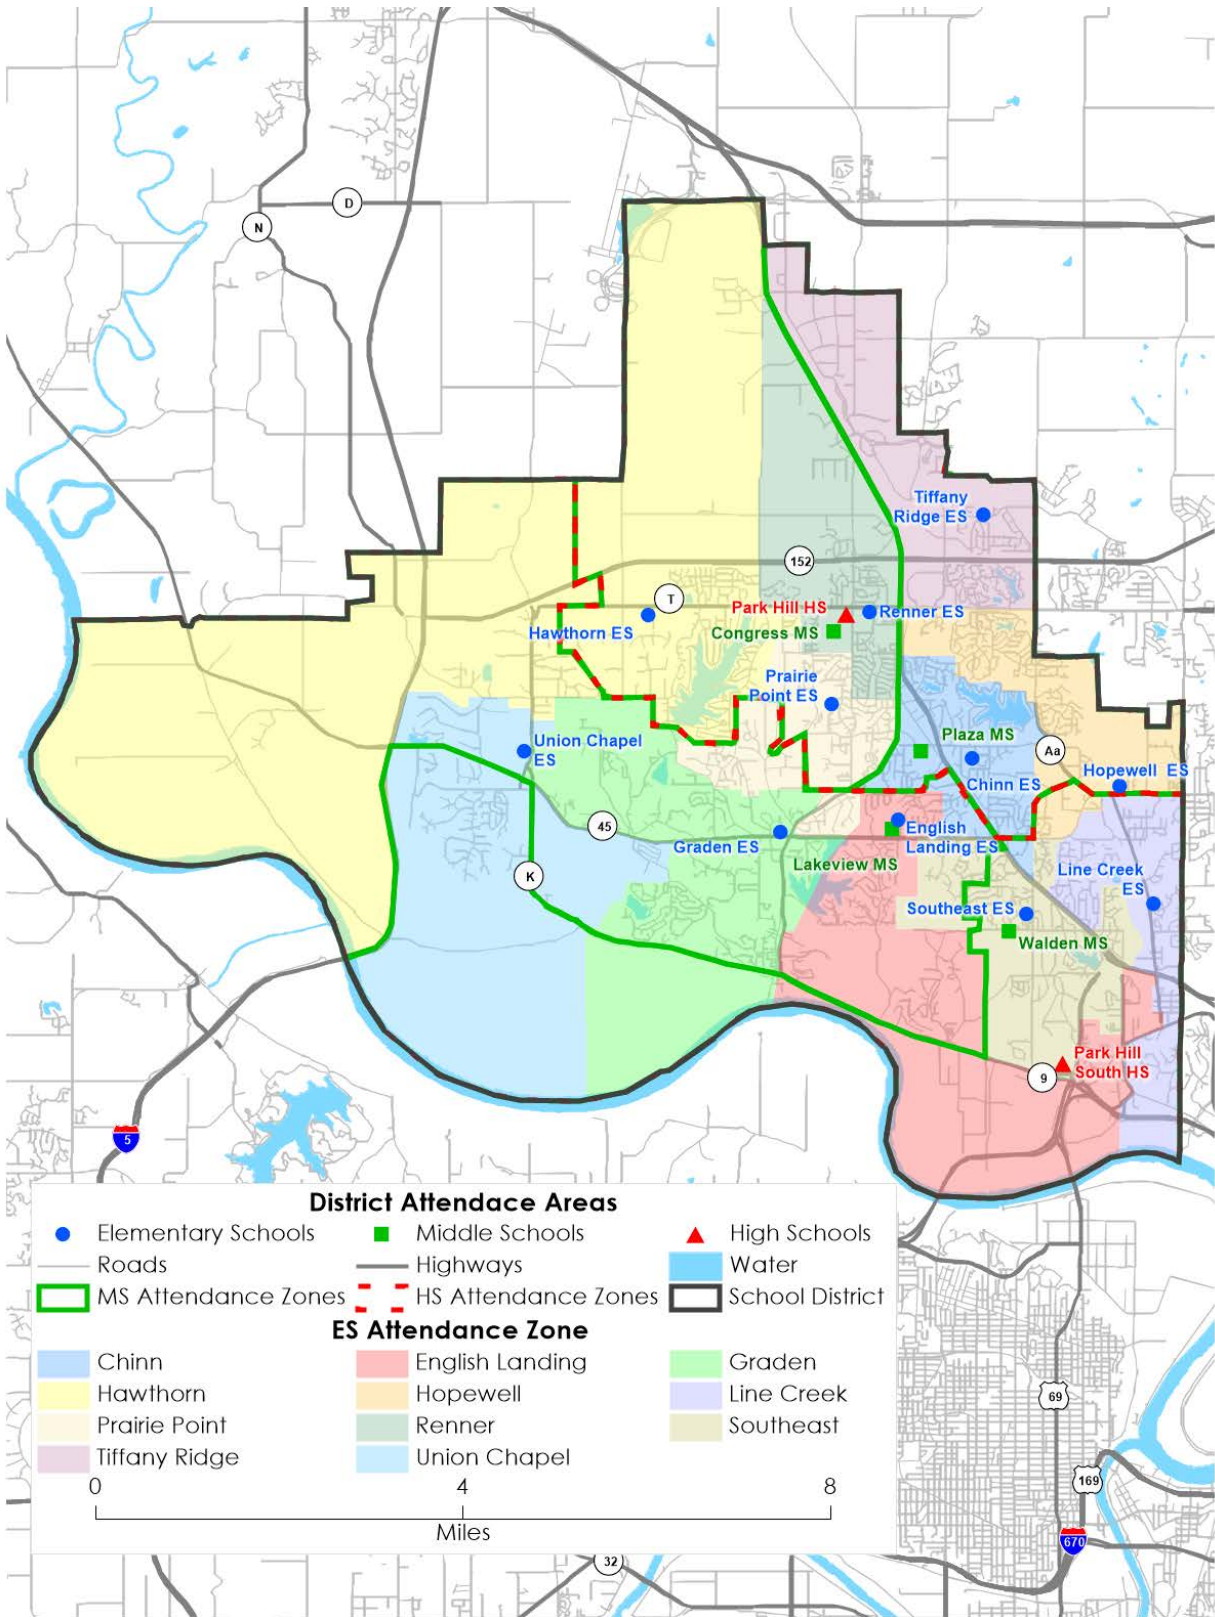 D
N
Tiffany
Ridge ES
152
T
Park Hill HS
Renner ES
Hawthorn ES
Congress MS
Prairie
Point ES
Union Chapel
ES
Plaza MS
Aa
Chinn ES
Hopewell ES
45
Graden ES
English
Landing ES
Lakeview MS
K
Line Creek
ES
Southeast ES
Walden MS
Park Hill
South HS
9
5
District Attendace Areas
Elementary Schools
Middle Schools
High Schools
Roads
Highways
Water
MS Attendance Zones
HS Attendance Zones
School District
ES Attendance Zone
Chinn
English Landing
Graden
Hawthorn
Hopewell
Line Creek
Prairie Point
Renner
Southeast
Tiffany Ridge
Union Chapel
0 4 8
Miles
69
169
670
32